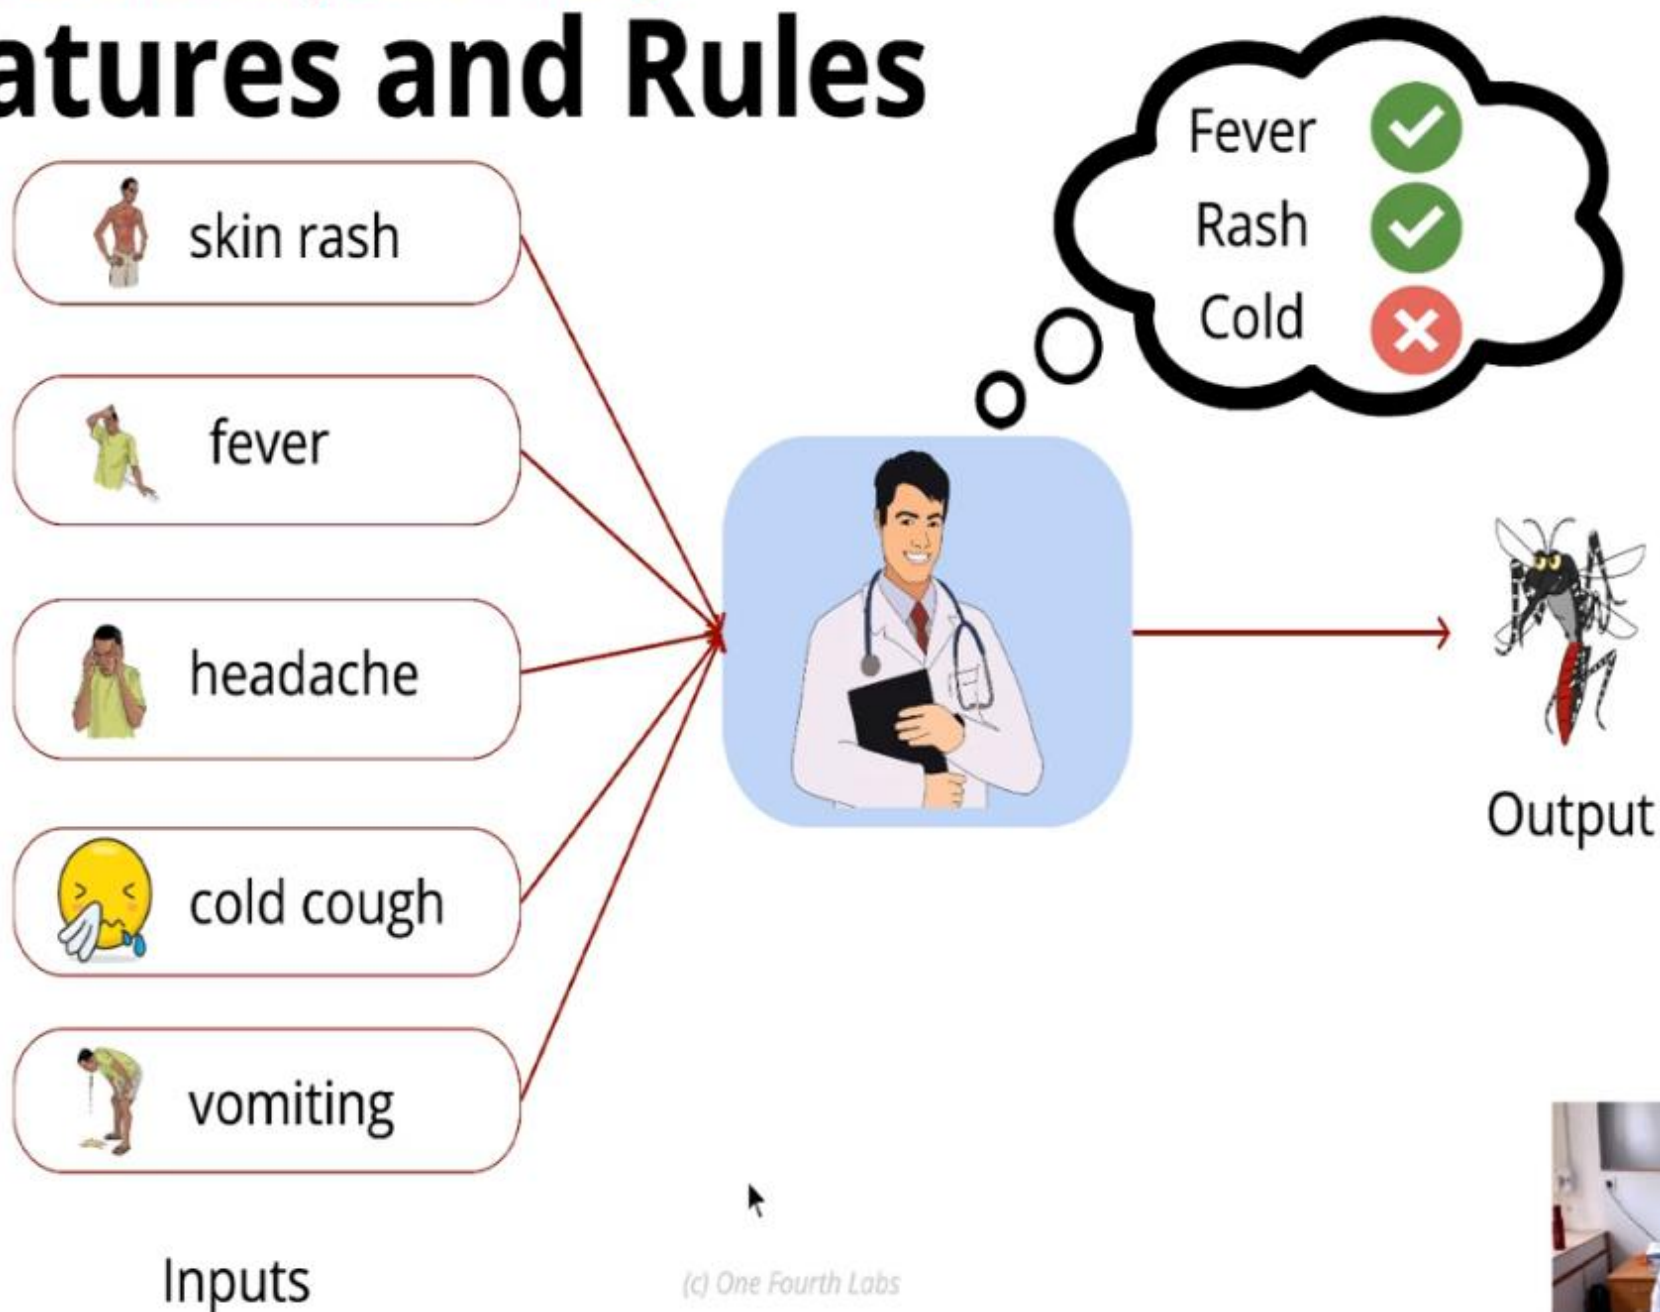 atures and Rules
Fever
Rash
Cold
skin rash
fever
headache
cold cough
vomiting
Output
Inputs
(c) One Fourth Labs